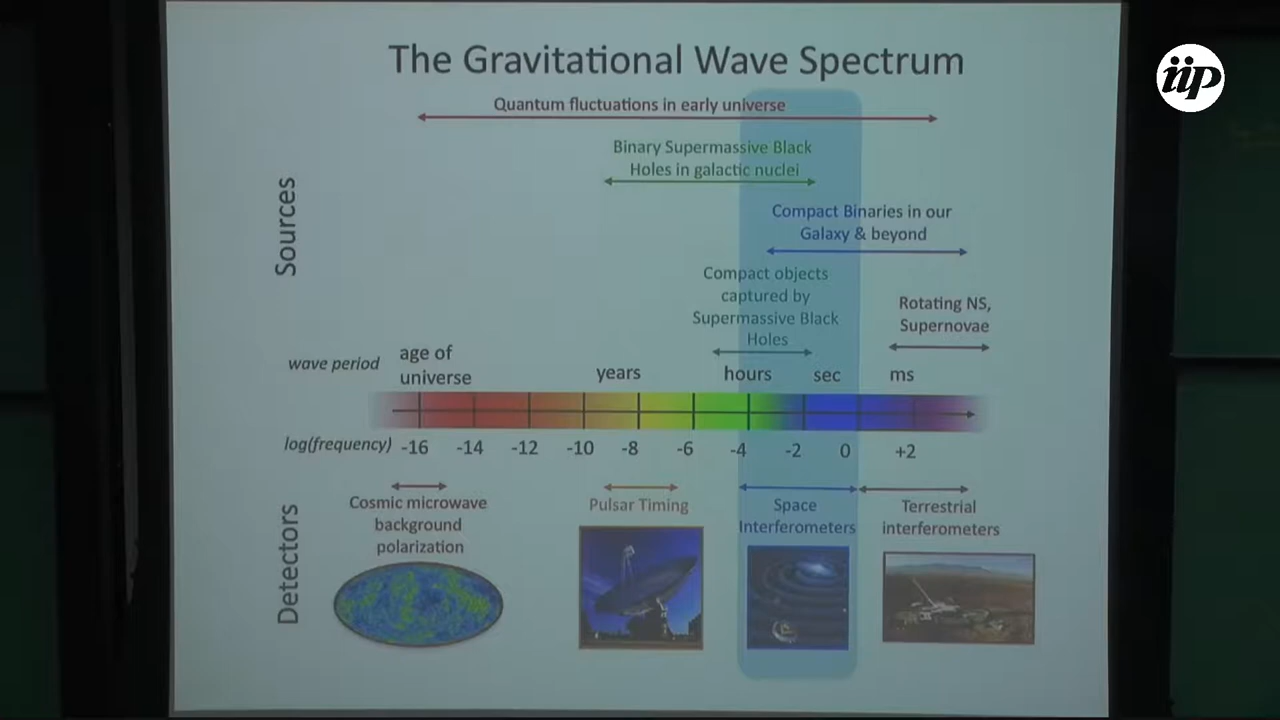 The Gravitational Wave Spectrum
iip
Quantum fluctuations in early universe
Binary Supermassive Black
Holes in galactic nuclei
Sources
Compact Binaries in our
Galaxy & beyond
Compact objects
captured by
Supermassive Black
Holes
Rotating NS,
Supernovae
wave period
age of
universe
years
hours
sec
ms
log(frequency)
-16 -14 -12 -10 -8 -6 -4 -2 0 +2
Detectors
Cosmic microwave
background
polarization
Pulsar Timing
Space
Interferometers
Terrestrial
interferometers